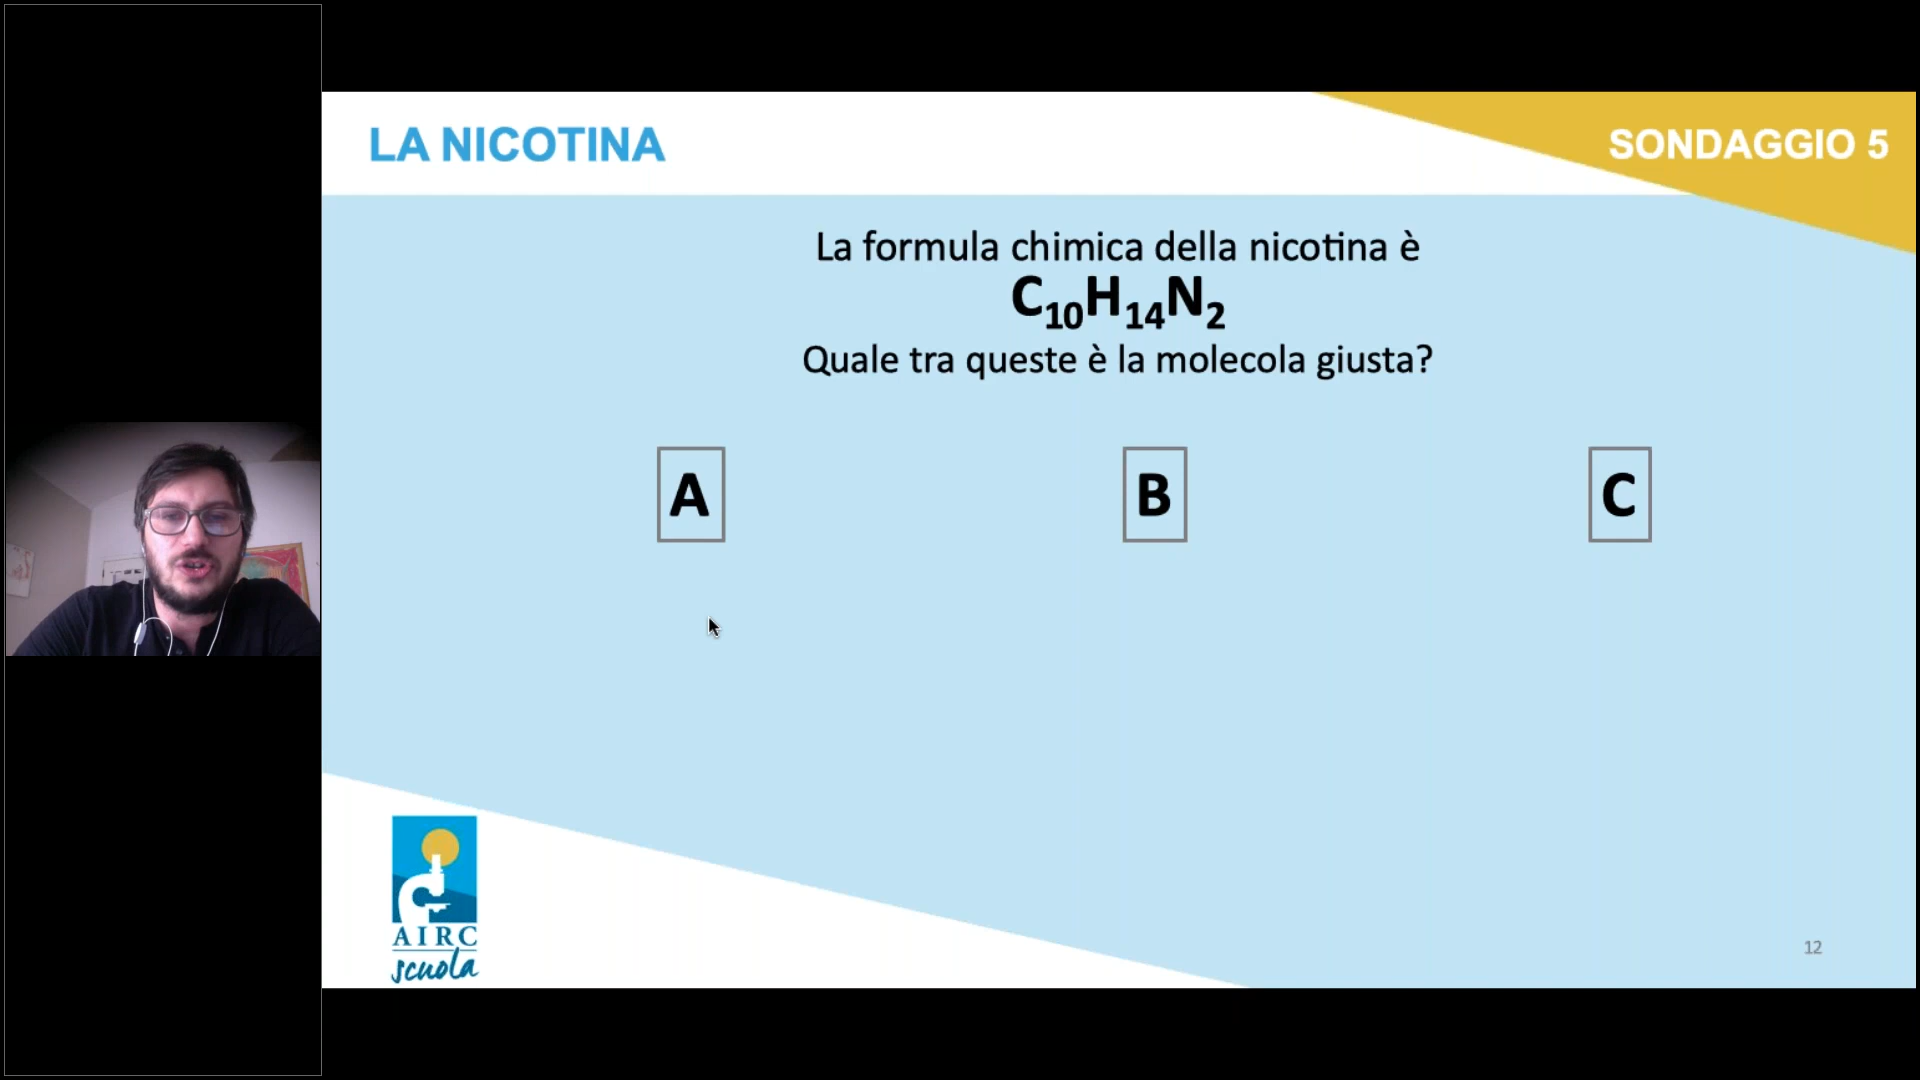 LA NICOTINA
SONDAGGIO 5
La formula chimica della nicotina è
C₁₀H₁₄N₂
Quale tra queste è la molecola giusta?
A
B
C
AIRC
scuola
12